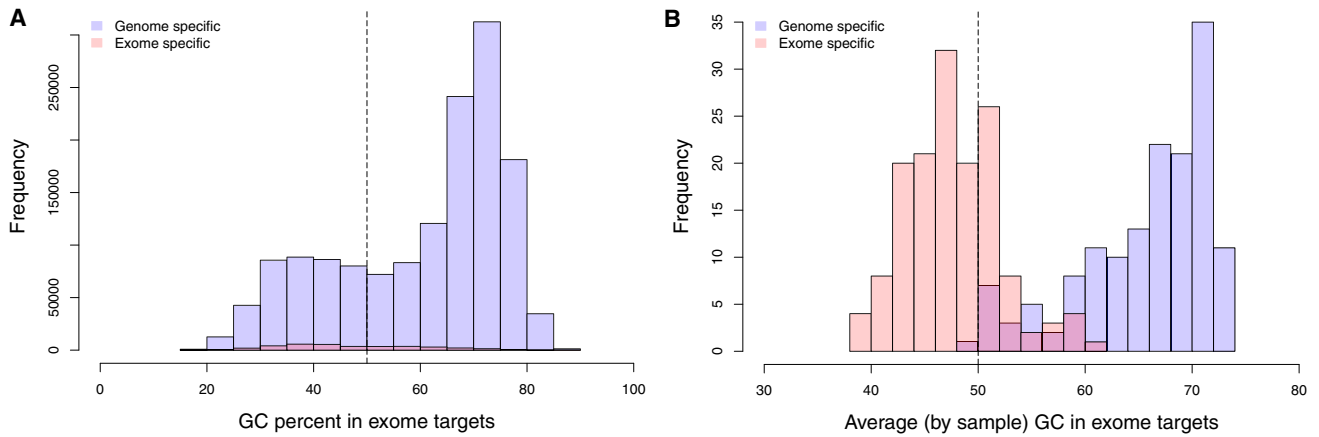 A
Genome specific
Exome specific
Frequency
0
50000
150000
250000
0
20
40
60
80
100
GC percent in exome targets
B
Genome specific
Exome specific
Frequency
0
5
10
15
20
25
30
35
30
40
50
60
70
80
Average (by sample) GC in exome targets